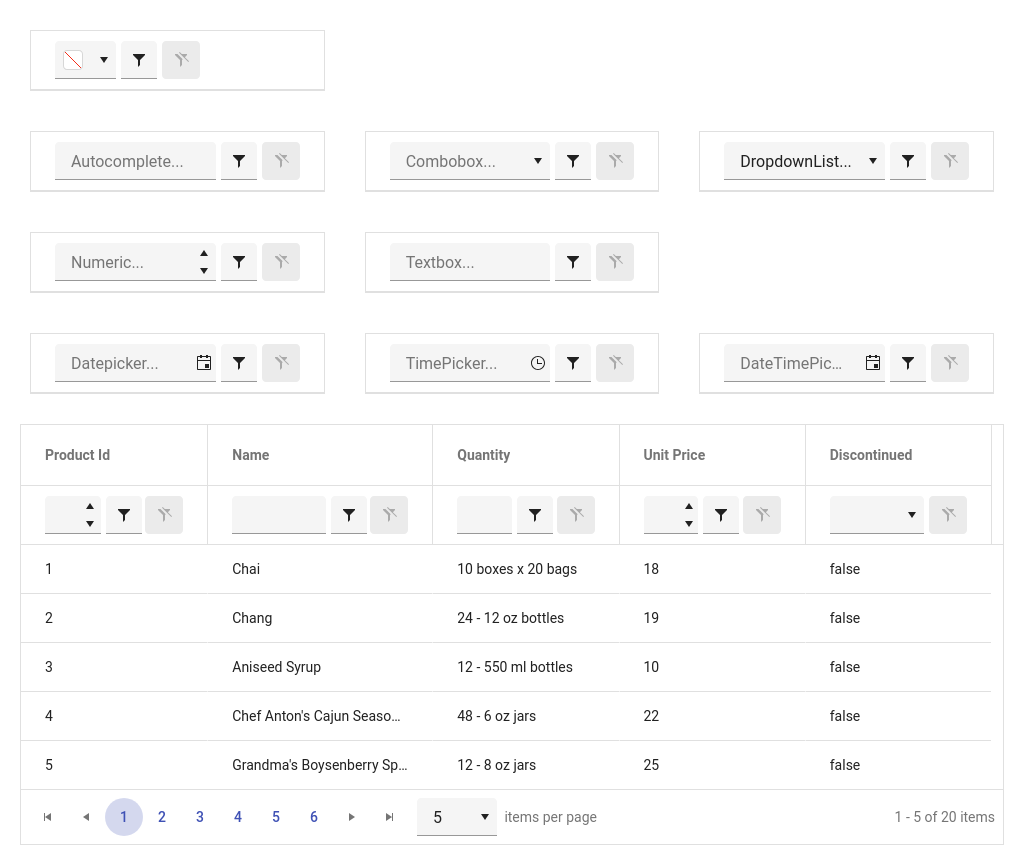 Autocomplete... Combobox... DropdownList...
Numeric... Textbox...
Datepicker... TimePicker... DateTimePic...
Product Id Name Quantity Unit Price Discontinued
1 Chai 10 boxes x 20 bags 18 false
2 Chang 24 - 12 oz bottles 19 false
3 Aniseed Syrup 12 - 550 ml bottles 10 false
4 Chef Anton's Cajun Seaso... 48 - 6 oz jars 22 false
5 Grandma's Boysenberry Sp... 12 - 8 oz jars 25 false
1 2 3 4 5 6 5 items per page 1 - 5 of 20 items